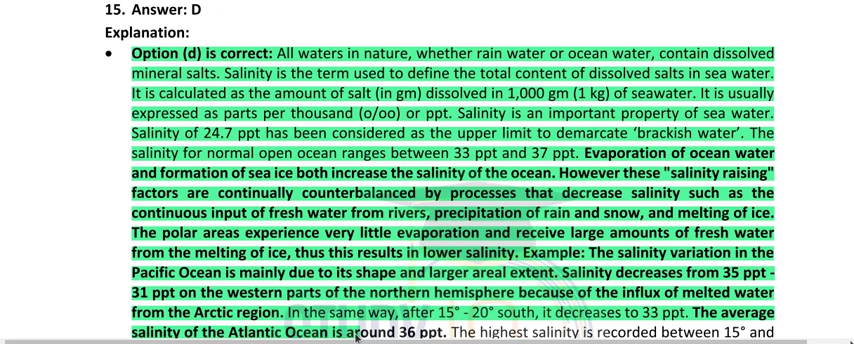 15. Answer: D
Explanation:
• Option (d) is correct: All waters in nature, whether rain water or ocean water, contain dissolved
mineral salts. Salinity is the term used to define the total content of dissolved salts in sea water.
It is calculated as the amount of salt (in gm) dissolved in 1,000 gm (1 kg) of seawater. It is usually
expressed as parts per thousand (o/oo) or ppt. Salinity is an important property of sea water.
Salinity of 24.7 ppt has been considered as the upper limit to demarcate ‘brackish water’. The
salinity for normal open ocean ranges between 33 ppt and 37 ppt. Evaporation of ocean water
and formation of sea ice both increase the salinity of the ocean. However these "salinity raising"
factors are continually counterbalanced by processes that decrease salinity such as the
continuous input of fresh water from rivers, precipitation of rain and snow, and melting of ice.
The polar areas experience very little evaporation and receive large amounts of fresh water
from the melting of ice, thus this results in lower salinity. Example: The salinity variation in the
Pacific Ocean is mainly due to its shape and larger areal extent. Salinity decreases from 35 ppt -
31 ppt on the western parts of the northern hemisphere because of the influx of melted water
from the Arctic region. In the same way, after 15° - 20° south, it decreases to 33 ppt. The average
salinity of the Atlantic Ocean is around 36 ppt. The highest salinity is recorded between 15° and